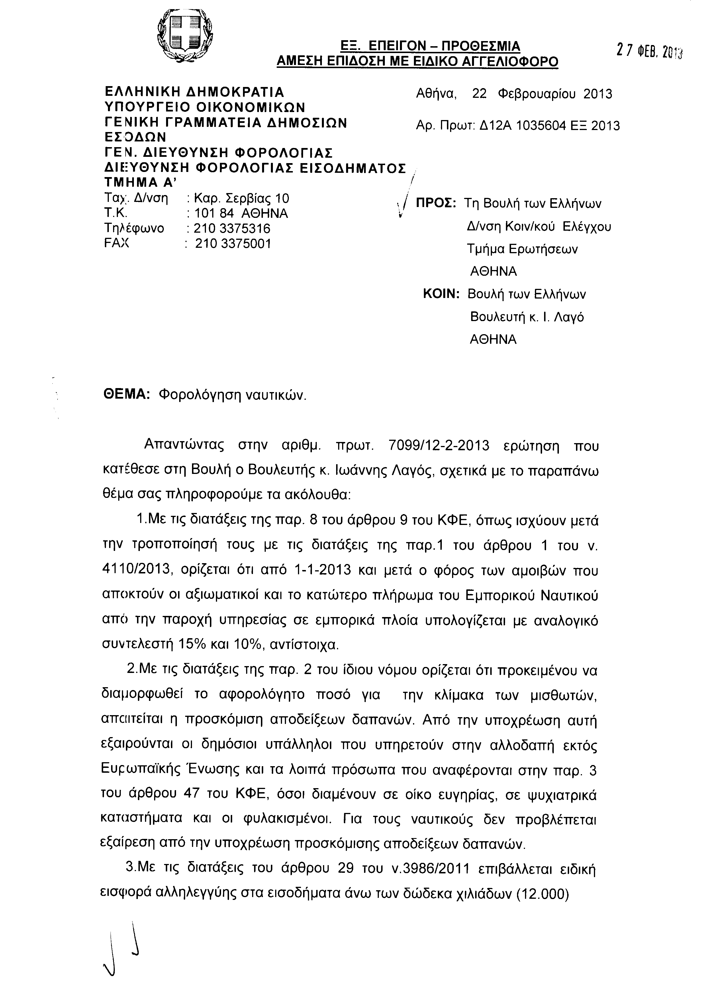 ΕΞ. ΕΠΕΙΓΟΝ – ΠΡΟΘΕΣΜΙΑ
ΑΜΕΣΗ ΕΠΙΔΟΣΗ ΜΕ ΕΙΔΙΚΟ ΑΓΓΕΛΙΟΦΟΡΟ
27 ΦΕΒ. 2013
ΕΛΛΗΝΙΚΗ ΔΗΜΟΚΡΑΤΙΑ
ΥΠΟΥΡΓΕΙΟ ΟΙΚΟΝΟΜΙΚΩΝ
ΓΕΝΙΚΗ ΓΡΑΜΜΑΤΕΙΑ ΔΗΜΟΣΙΩΝ
ΕΣΟΔΩΝ
ΓΕΝ. ΔΙΕΥΘΥΝΣΗ ΦΟΡΟΛΟΓΙΑΣ
ΔΙΕΥΘΥΝΣΗ ΦΟΡΟΛΟΓΙΑΣ ΕΙΣΟΔΗΜΑΤΟΣ
ΤΜΗΜΑ Α'
Ταχ. Δ/νση : Καρ. Σερβίας 10
Τ.Κ. : 101 84 ΑΘΗΝΑ
Τηλέφωνο : 210 3375316
FAX : 210 3375001
Αθήνα, 22 Φεβρουαρίου 2013
Αρ. Πρωτ: Δ12Α 1035604 ΕΞ 2013
ΠΡΟΣ: Τη Βουλή των Ελλήνων
Δ/νση Κοιν/κού Ελέγχου
Τμήμα Ερωτήσεων
ΑΘΗΝΑ
ΚΟΙΝ: Βουλή των Ελλήνων
Βουλευτή κ. Ι. Λαγό
ΑΘΗΝΑ
ΘΕΜΑ: Φορολόγηση ναυτικών.
Απαντώντας στην αριθμ. πρωτ. 7099/12-2-2013 ερώτηση που
κατέθεσε στη Βουλή ο Βουλευτής κ. Ιωάννης Λαγός, σχετικά με το παραπάνω
θέμα σας πληροφορούμε τα ακόλουθα:
1.Με τις διατάξεις της παρ. 8 του άρθρου 9 του ΚΦΕ, όπως ισχύουν μετά
την τροποποίησή τους με τις διατάξεις της παρ.1 του άρθρου 1 του ν.
4110/2013, ορίζεται ότι από 1-1-2013 και μετά ο φόρος των αμοιβών που
αποκτούν οι αξιωματικοί και το κατώτερο πλήρωμα του Εμπορικού Ναυτικού
από την παροχή υπηρεσίας σε εμπορικά πλοία υπολογίζεται με αναλογικό
συντελεστή 15% και 10%, αντίστοιχα.
2.Με τις διατάξεις της παρ. 2 του ίδιου νόμου ορίζεται ότι προκειμένου να
διαμορφωθεί το αφορολόγητο ποσό για την κλίμακα των μισθωτών,
απαιτείται η προσκόμιση αποδείξεων δαπανών. Από την υποχρέωση αυτή
εξαιρούνται οι δημόσιοι υπάλληλοι που υπηρετούν στην αλλοδαπή εκτός
Ευρωπαϊκής Ένωσης και τα λοιπά πρόσωπα που αναφέρονται στην παρ. 3
του άρθρου 47 του ΚΦΕ, όσοι διαμένουν σε οίκο ευγηρίας, σε ψυχιατρικά
καταστήματα και οι φυλακισμένοι. Για τους ναυτικούς δεν προβλέπεται
εξαίρεση από την υποχρέωση προσκόμισης αποδείξεων δαπανών.
3.Με τις διατάξεις του άρθρου 29 του ν.3986/2011 επιβάλλεται ειδική
εισφορά αλληλεγγύης στα εισοδήματα άνω των δώδεκα χιλιάδων (12.000)